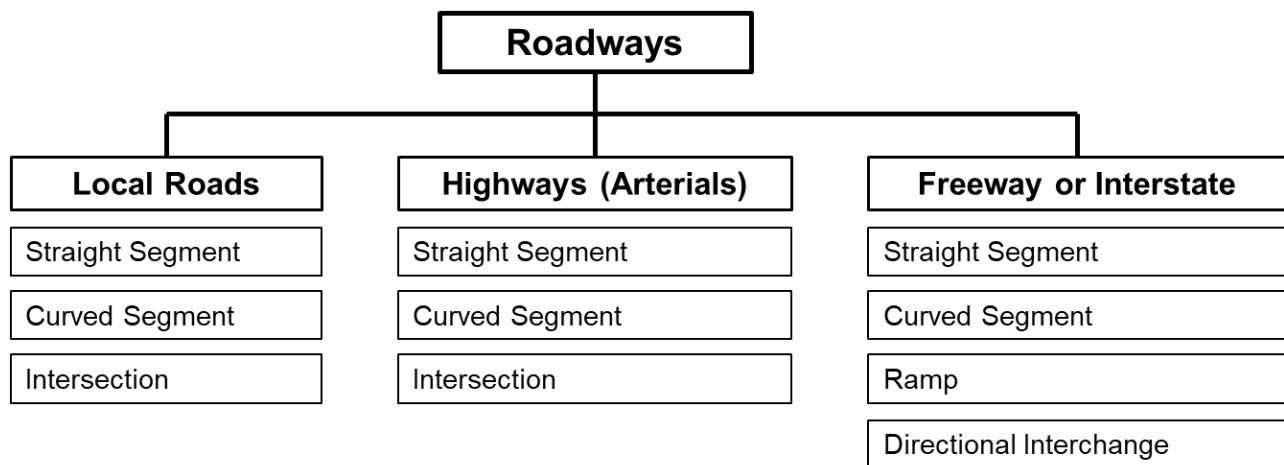 Roadways
Local Roads
Straight Segment
Curved Segment
Intersection
Highways (Arterials)
Straight Segment
Curved Segment
Intersection
Freeway or Interstate
Straight Segment
Curved Segment
Ramp
Directional Interchange